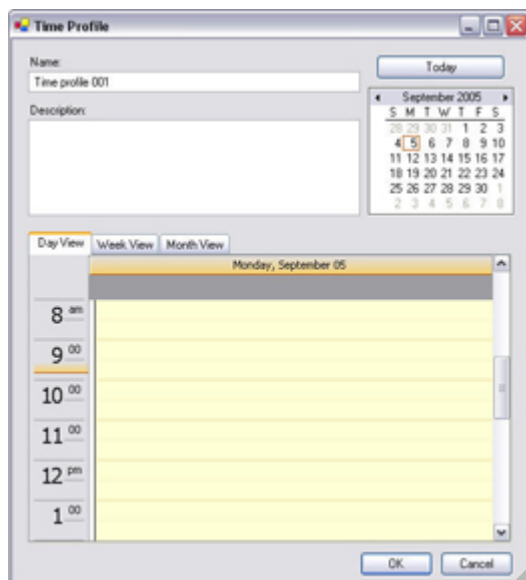 Time Profile
Name:
Today
Time profile 001
Description:
September 2005
S M T W T F S
28 29 30 31 1 2 3
4 5 6 7 8 9 10
11 12 13 14 15 16 17
18 19 20 21 22 23 24
25 26 27 28 29 30 1
2 3 4 5 6 7 8
Day View Week View Month View
Monday, September 05
8 am
9 00
10 00
11 00
12 pm
1 00
OK Cancel